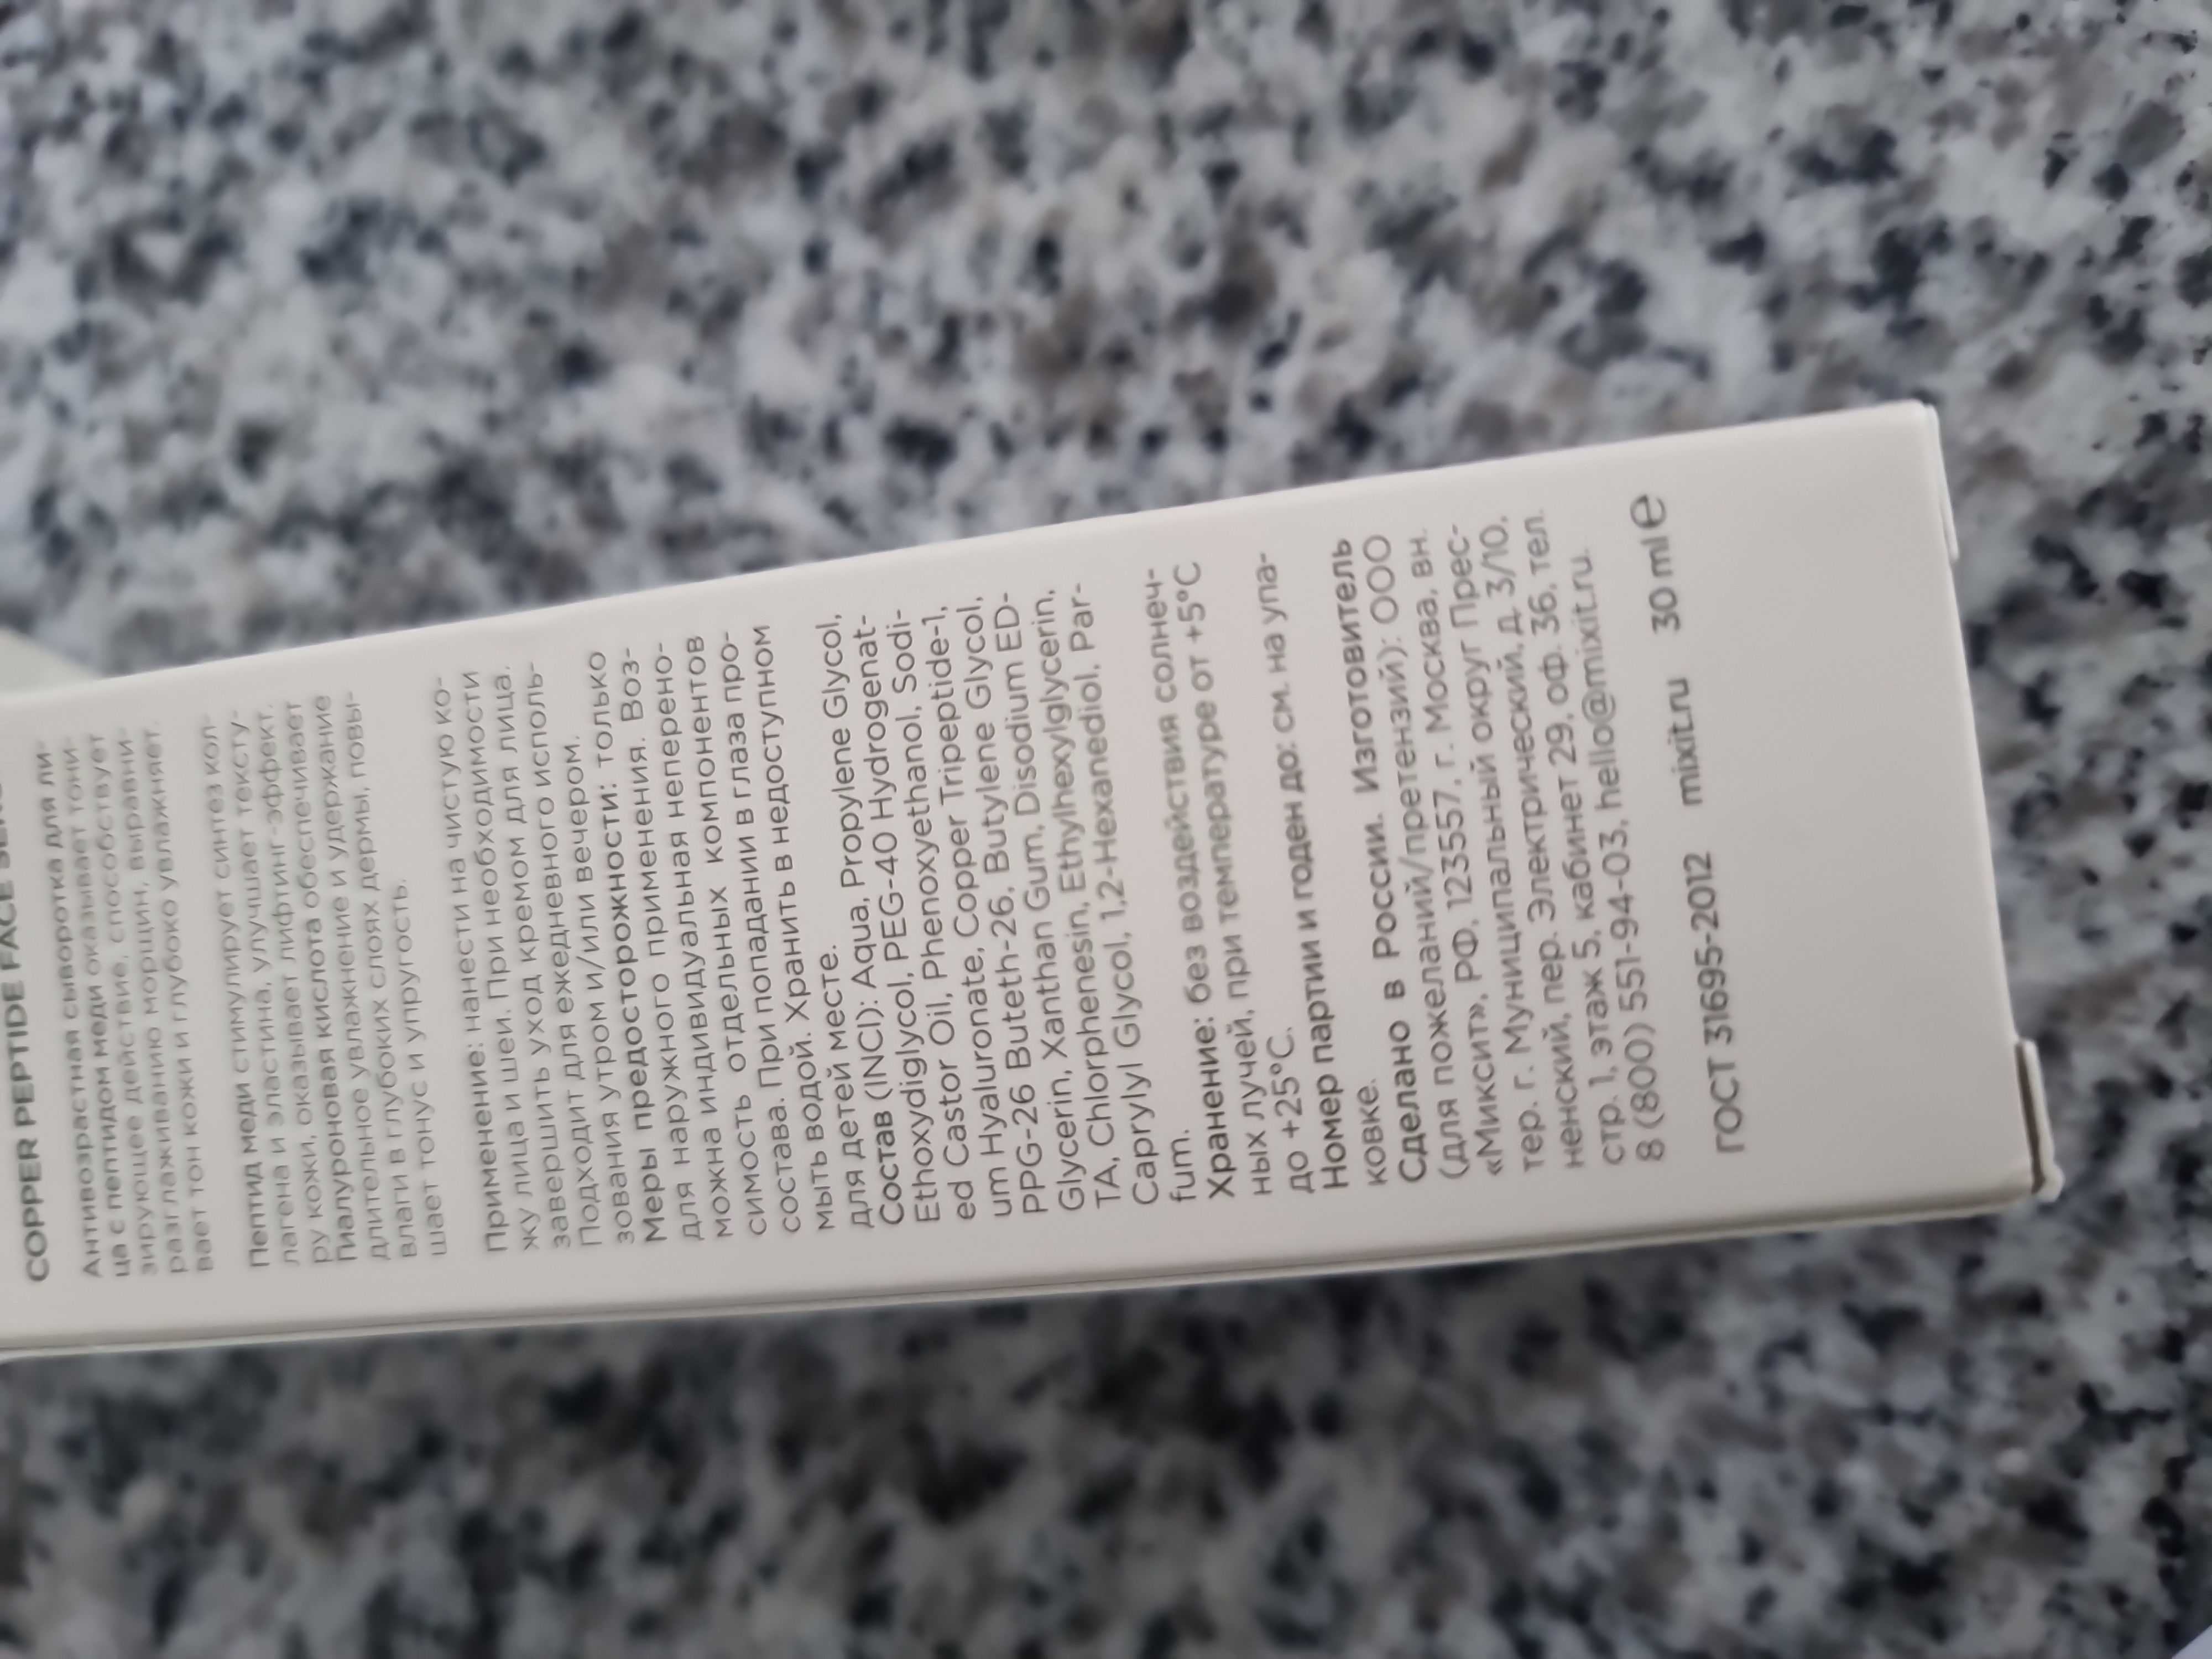 COPPER PEPTIDE FACE
Антивозрастная сыворотка для ли-
ца с пептидом меди оказывает тони-
зирующее действие, способствует
разглаживанию морщин, выравни-
вает тон кожи и глубоко увлажняет.
Пептид меди стимулирует синтез кол-
лагена и эластина, улучшает тексту-
ру кожи, оказывает лифтинг-эффект.
Гиалуроновая кислота обеспечивает
длительное увлажнение и удержание
влаги в глубоких слоях дермы, повы-
шает тонус и упругость.
Применение: нанести на чистую ко-
жу лица и шеи. При необходимости
завершить уход кремом для лица.
Подходит для ежедневного исполь-
зования утром и/или вечером.
Меры предосторожности: только
для наружного применения. Воз-
можна индивидуальная неперено-
симость отдельных компонентов
состава. При попадании в глаза про-
мыть водой. Хранить в недоступном
для детей месте.
Состав (INCI): Aqua, Propylene Glycol,
Ethoxydiglycol, PEG-40 Hydrogenat-
ed Castor Oil, Phenoxyethanol, Sodi-
um Hyaluronate, Copper Tripeptide-1,
PPG-26 Buteth-26, Butylene Glycol,
Glycerin, Xanthan Gum, Disodium ED-
TA, Chlorphenesin, Ethylhexylglycerin,
Caprylyl Glycol, 1,2-Hexanediol, Par-
fum.
Хранение: без воздействия солнеч-
ных лучей, при температуре от +5°C
до +25°C.
Номер партии и годен до: см. на упа-
ковке.
Сделано в России. Изготовитель
(для пожеланий/претензий): ООО
«Миксит», РФ, 123557, г. Москва, вн.
тер. г. Муниципальный округ Прес-
ненский, пер. Электрический, д. 3/10,
стр. 1, этаж 5, кабинет 29, оф. 36, тел.
8 (800) 551-94-03, hello@mixit.ru.
ГОСТ 31695-2012 mixit.ru 30 ml e